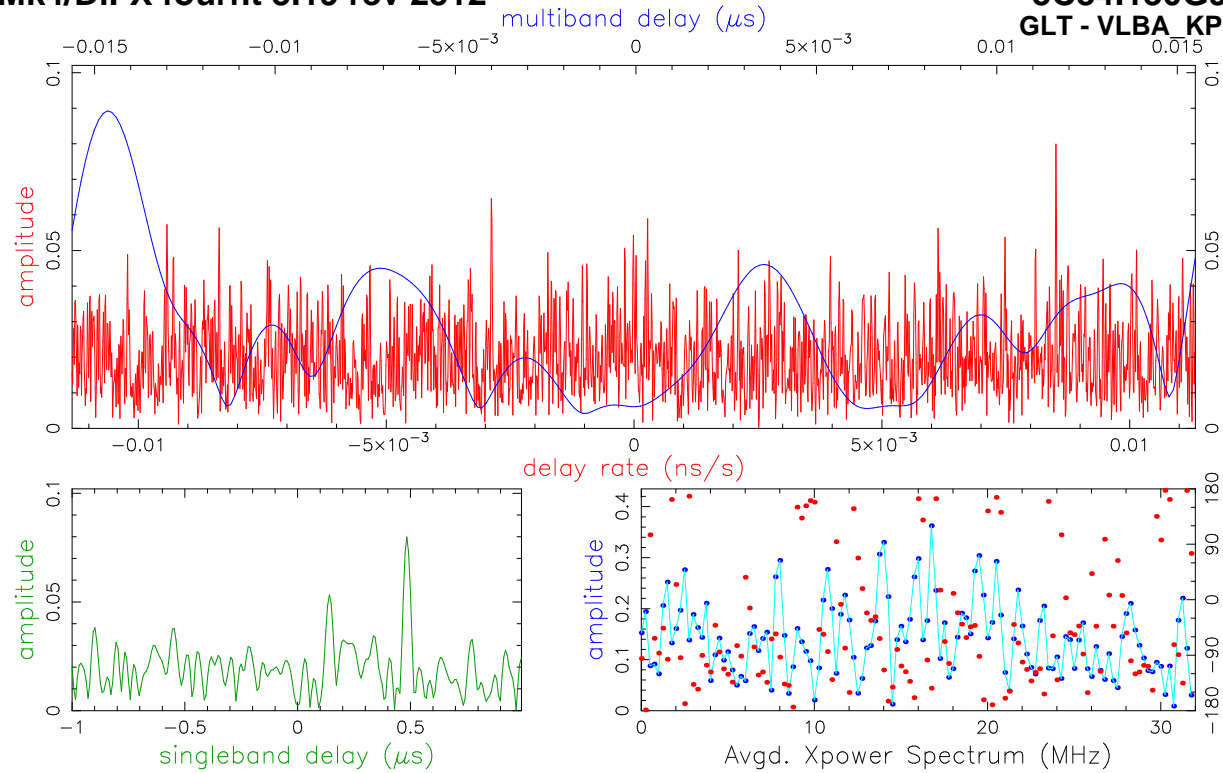 multiband delay (μs)
GLT - VLBA_KP
−0.015 −0.01 −5×10⁻³ 0 5×10⁻³ 0.01 0.015
amplitude
0.1 0.05 0
0.1 0.05 0
−0.01 −5×10⁻³ 0 5×10⁻³ 0.01
delay rate (ns/s)
amplitude
0.1 0.05 0
−1 −0.5 0 0.5
singleband delay (μs)
amplitude
0.4 0.3 0.2 0.1 0
180 90 0 −90 −180
0 10 20 30
Avgd. Xpower Spectrum (MHz)